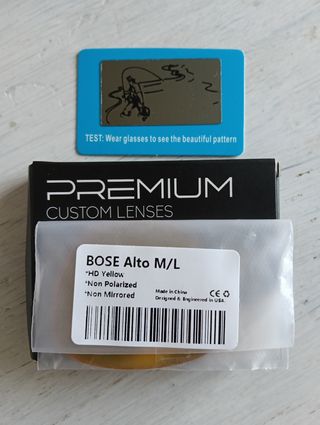 TEST: Wear glasses to see the beautiful pattern
PREMIUM
CUSTOM LENSES
BOSE Alto M/L
*HD Yellow
*Non Polarized
*Non Mirrored
Made in China
Designed & Engineered in USA.
CE